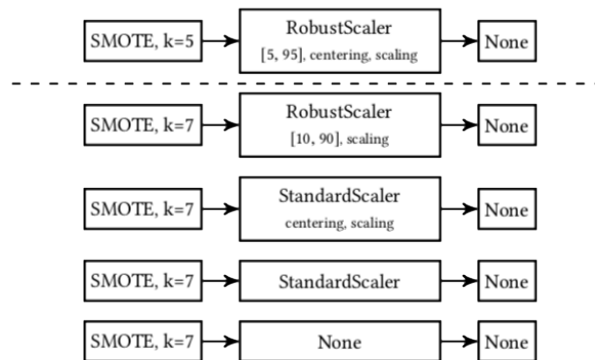 SMOTE, k=5 RobustScaler None
[5, 95], centering, scaling
SMOTE, k=7 RobustScaler None
[10, 90], scaling
SMOTE, k=7 StandardScaler None
centering, scaling
SMOTE, k=7 StandardScaler None
SMOTE, k=7 None None